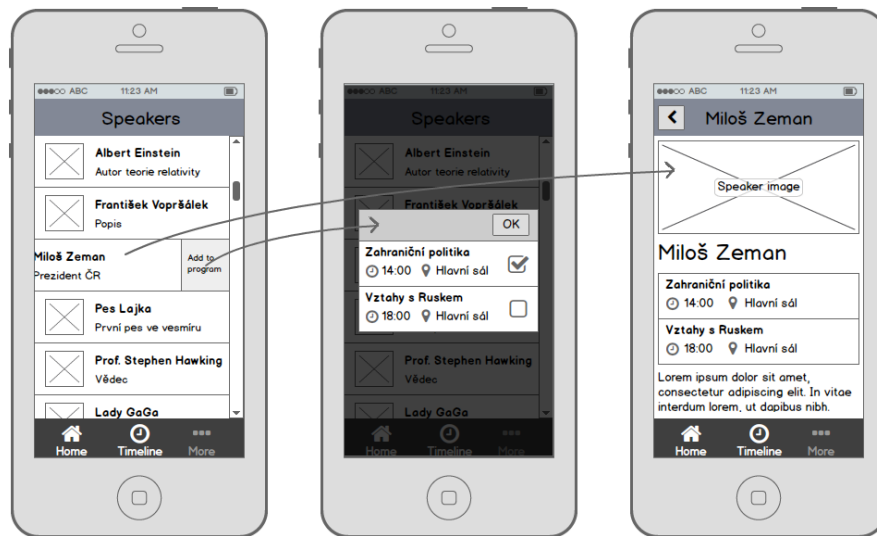 ABC 11:23 AM
Speakers
Albert Einstein
Autor teorie relativity
František Vopršálek
Popis
Miloš Zeman
Prezident ČR
Add to
program
Pes Lajka
První pes ve vesmíru
Prof. Stephen Hawking
Vědec
Lady GaGa
Home Timeline More
ABC 11:23 AM
Speakers
Albert Einstein
Autor teorie relativity
František Vopršálek
OK
Zahraniční politika
14:00 Hlavní sál
Vztahy s Ruskem
18:00 Hlavní sál
Prof. Stephen Hawking
Vědec
Lady GaGa
Home Timeline More
ABC 11:23 AM
Miloš Zeman
Speaker image
Miloš Zeman
Zahraniční politika
14:00 Hlavní sál
Vztahy s Ruskem
18:00 Hlavní sál
Lorem ipsum dolor sit amet,
consectetur adipiscing elit. In vitae
interdum lorem, ut dapibus nibh.
Home Timeline More